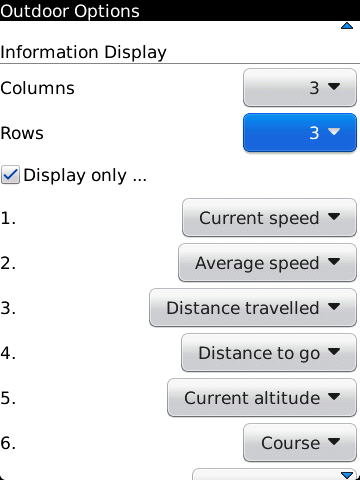 Outdoor Options
Information Display
Columns 3
Rows 3
Display only ...
1. Current speed
2. Average speed
3. Distance travelled
4. Distance to go
5. Current altitude
6. Course